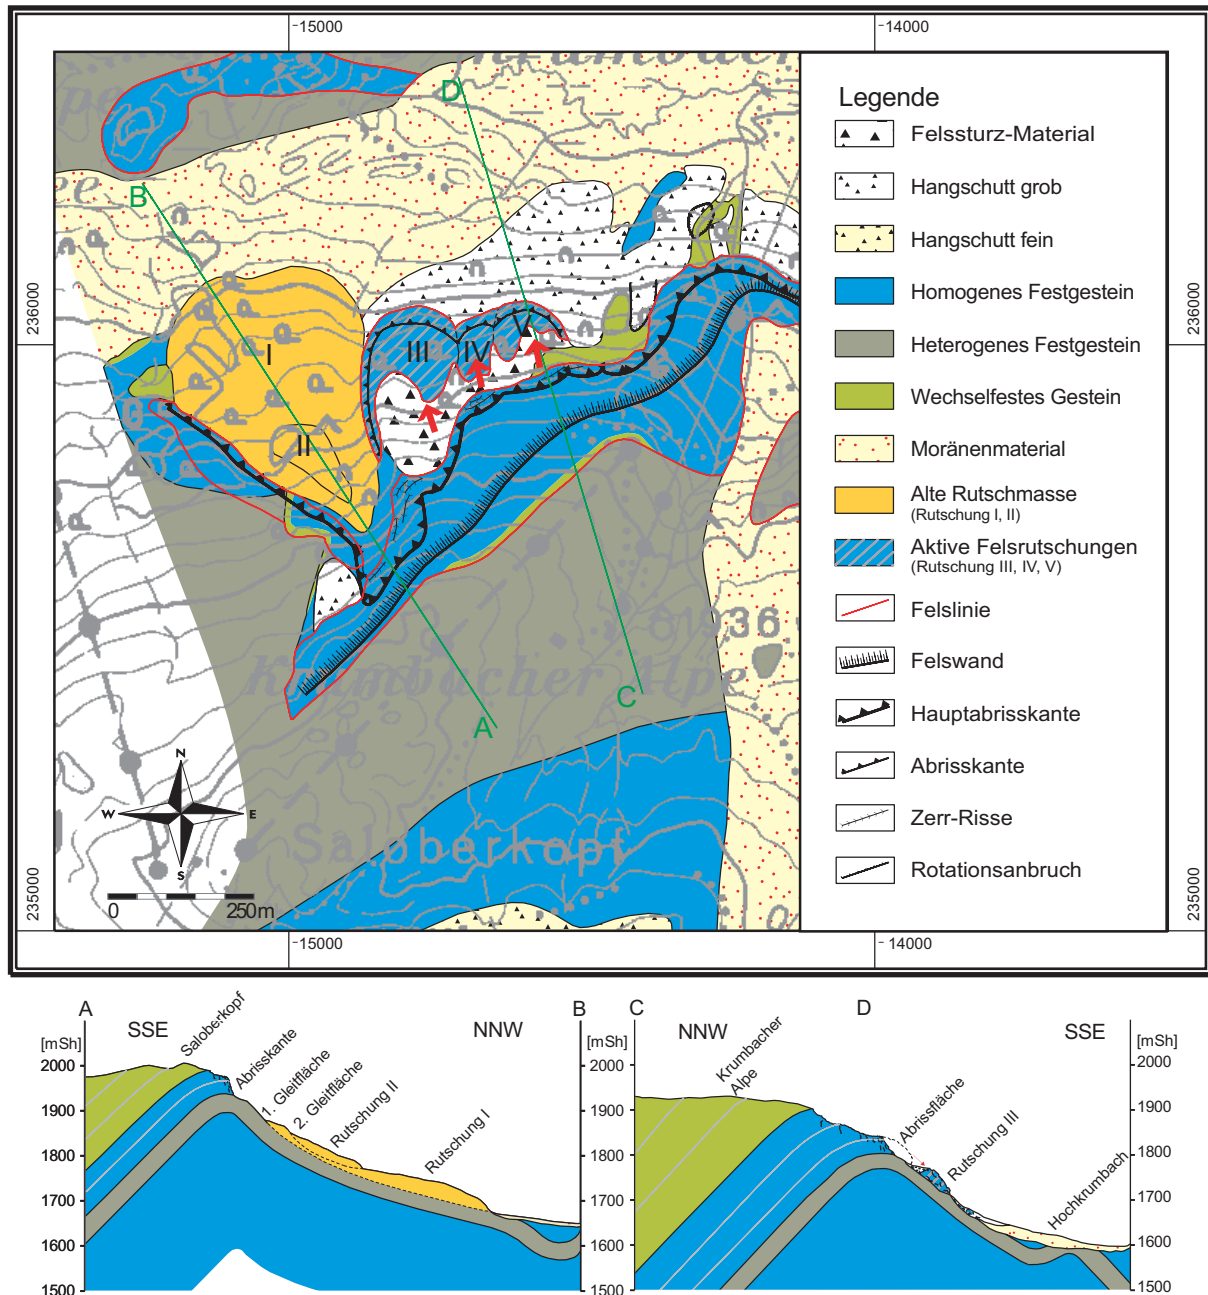 15000
14000
236000
236000
235000
235000
15000
14000
D
B
I
II
III
IV
V
A
C
1936
Krumbacher Alpe
Saloberkopf
N
W
E
S
0
250m
Legende
Felssturz-Material
Hangschutt grob
Hangschutt fein
Homogenes Festgestein
Heterogenes Festgestein
Wechselfestes Gestein
Moränenmaterial
Alte Rutschmasse
(Rutschung I, II)
Aktive Felsrutschungen
(Rutschung III, IV, V)
Felslinie
Felswand
Hauptabrisskante
Abrisskante
Zerr-Risse
Rotationsanbruch
A
B
[mSh]
[mSh]
SSE
NNW
Saloberkopf
Abrisskante
1. Gleitfläche
2. Gleitfläche
Rutschung II
Rutschung I
2000
1900
1800
1700
1600
1500
2000
1900
1800
1700
1600
1500
C
D
[mSh]
NNW
SSE
Krumbacher
Alpe
Abrissfläche
Rutschung III
Hochkrumbach
2000
1900
1800
1700
1600
1500